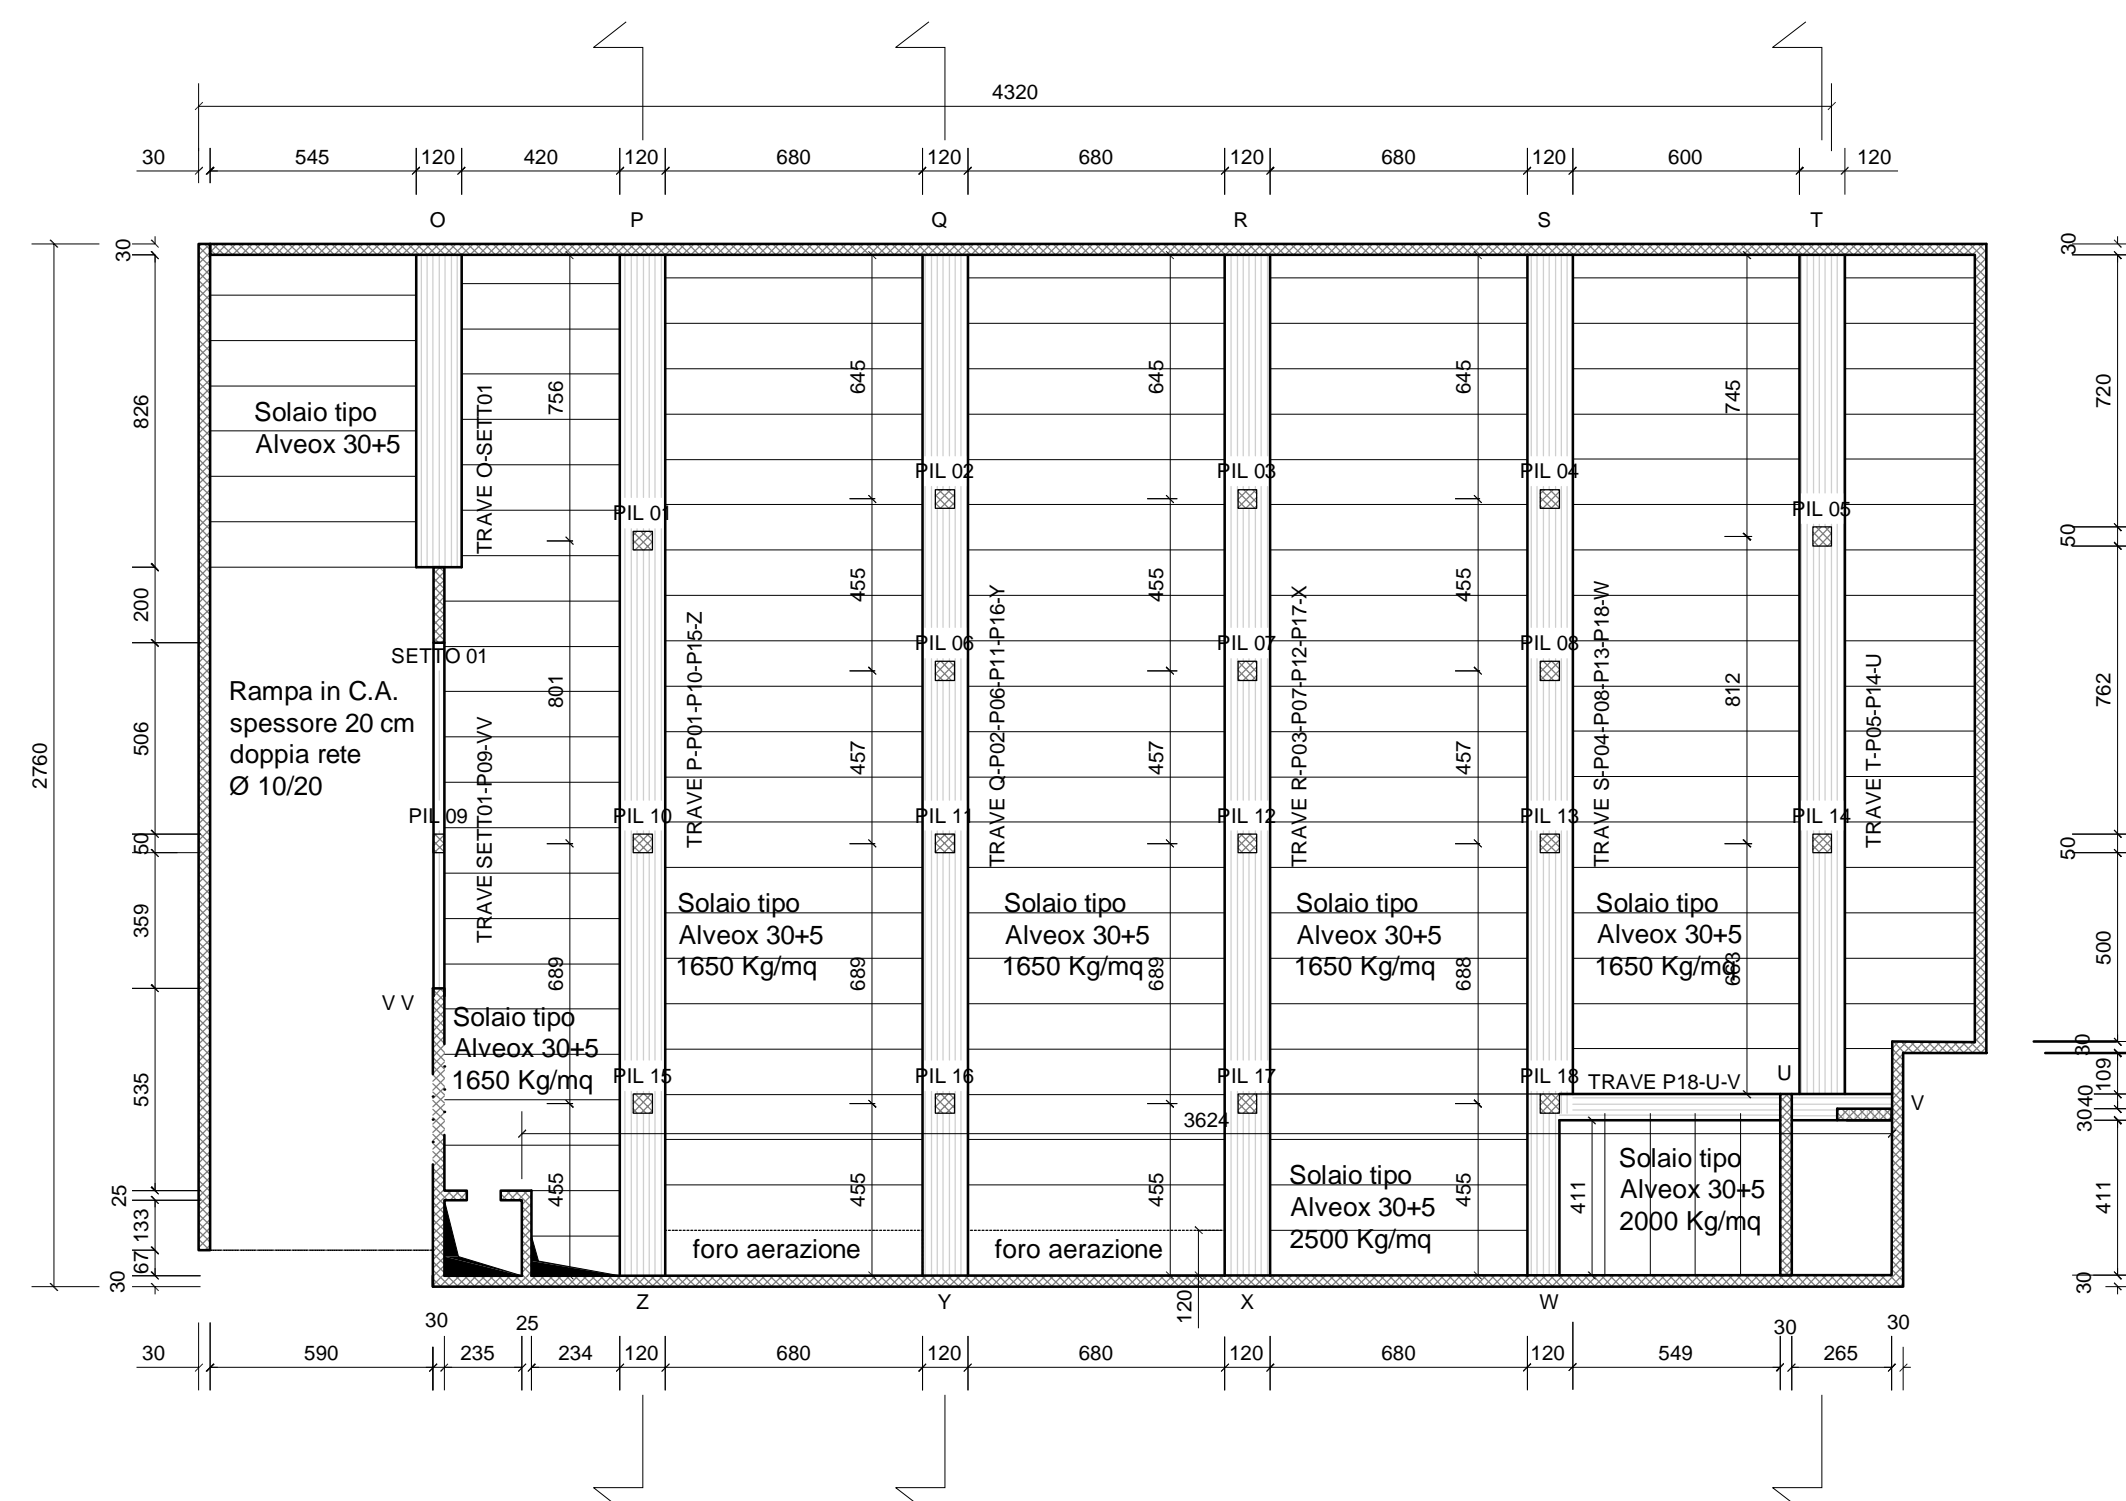 4320
30 545 120 420 120 680 120 680 120 680 120 600 120
O P Q R S T
30
826
200
506
50
359
535
25
133
67
30
2760
Solaio tipo
Alveox 30+5
TRAVE O-SETT01
756
645
645
645
745
PIL 01
PIL 02
PIL 03
PIL 04
PIL 05
455
455
455
SETTO 01
Rampa in C.A.
spessore 20 cm
doppia rete
Ø 10/20
801
TRAVE SETT01-P09-VV
TRAVE P-P01-P10-P15-Z
PIL 06
TRAVE Q-P02-P06-P11-P16-Y
PIL 07
TRAVE R-P03-P07-P12-P17-X
PIL 08
TRAVE S-P04-P08-P13-P18-W
812
TRAVE T-P05-P14-U
457
457
457
PIL 09
PIL 10
PIL 11
PIL 12
PIL 13
PIL 14
Solaio tipo
Alveox 30+5
1650 Kg/mq
Solaio tipo
Alveox 30+5
1650 Kg/mq
Solaio tipo
Alveox 30+5
1650 Kg/mq
Solaio tipo
Alveox 30+5
1650 Kg/mq
689
689
689
688
663
V V
Solaio tipo
Alveox 30+5
1650 Kg/mq
PIL 15
PIL 16
PIL 17
PIL 18
TRAVE P18-U-V
U
V
3624
455
455
455
455
411
Solaio tipo
Alveox 30+5
2500 Kg/mq
Solaio tipo
Alveox 30+5
2000 Kg/mq
foro aerazione
foro aerazione
120
Z Y X W
30 590 30 235 25 234 120 680 120 680 120 680 120 549 30 265 30
30
720
50
762
50
500
30
109
40
30
411
30